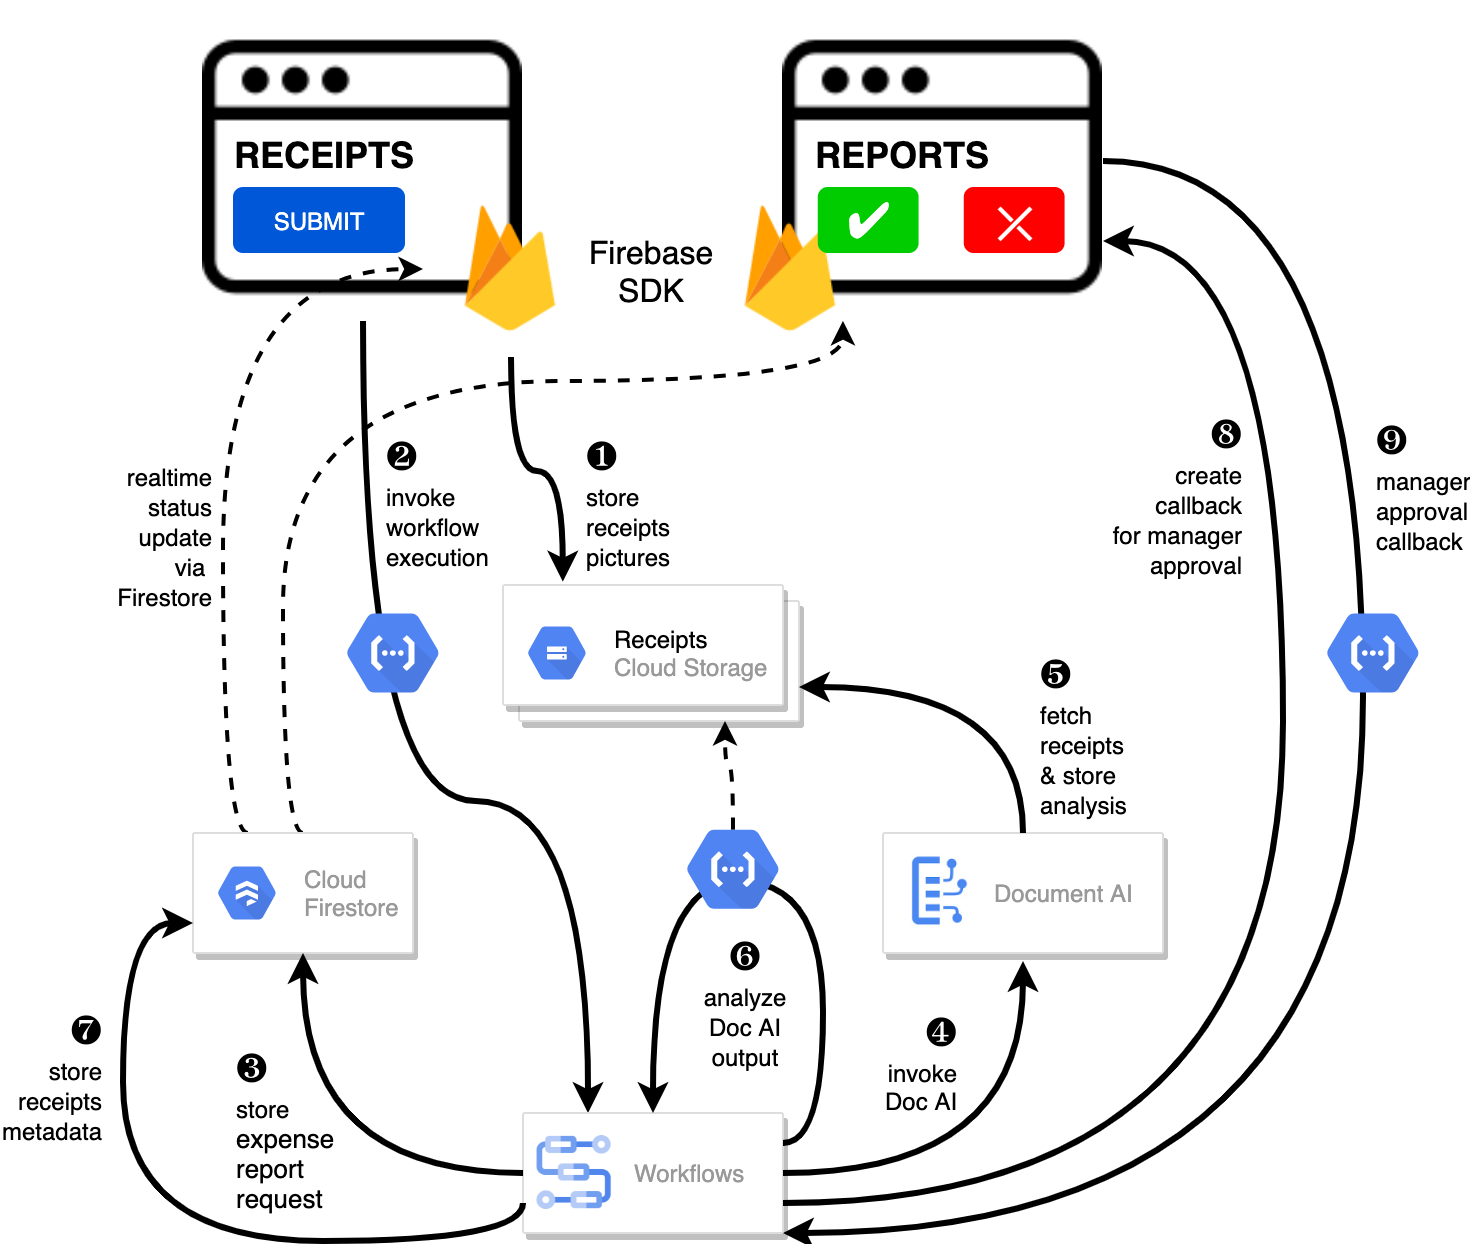 RECEIPTS
SUBMIT
REPORTS
✔
Firebase
SDK
realtime
status
update
via
Firestore
❷
invoke
workflow
execution
❶
store
receipts
pictures
❽
create
callback
for manager
approval
❾
manager
approval
callback
Receipts
Cloud Storage
❺
fetch
receipts
& store
analysis
Cloud
Firestore
Document AI
❻
analyze
Doc AI
output
❹
invoke
Doc AI
❼
store
receipts
metadata
❸
store
expense
report
request
Workflows